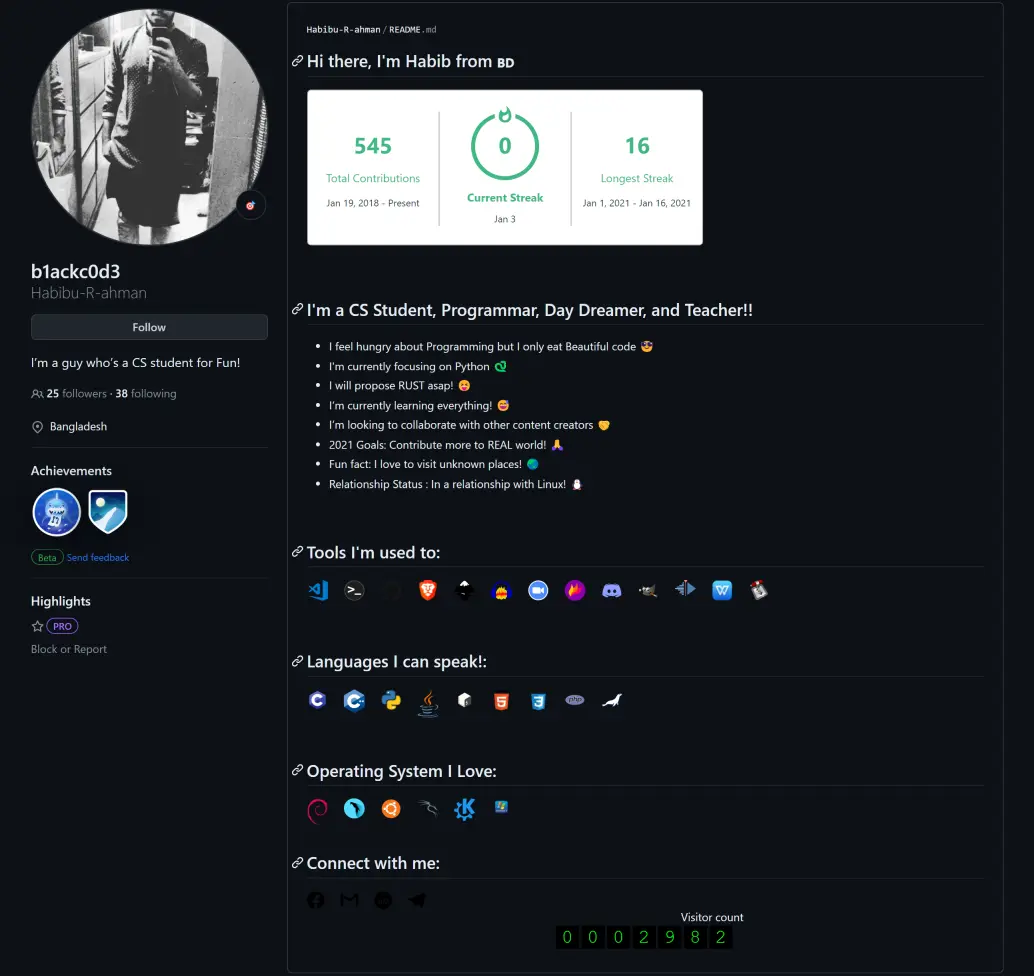 b1ackc0d3
Habibu-R-ahman
Follow
I'm a guy who's a CS student for Fun!
25 followers · 38 following
Bangladesh
Achievements
Beta Send feedback
Highlights
PRO
Block or Report
Habibu-R-ahman / README.md
Hi there, I'm Habib from BD
545
Total Contributions
Jan 19, 2018 - Present
0
Current Streak
Jan 3
16
Longest Streak
Jan 1, 2021 - Jan 16, 2021
I'm a CS Student, Programmar, Day Dreamer, and Teacher!!
I feel hungry about Programming but I only eat Beautiful code 
I'm currently focusing on Python
I will propose RUST asap!
I'm currently learning everything!
I'm looking to collaborate with other content creators
2021 Goals: Contribute more to REAL world!
Fun fact: I love to visit unknown places!
Relationship Status : In a relationship with Linux!
Tools I'm used to:
Languages I can speak!:
Operating System I Love:
Connect with me:
Visitor count
0 0 0 2 9 8 2